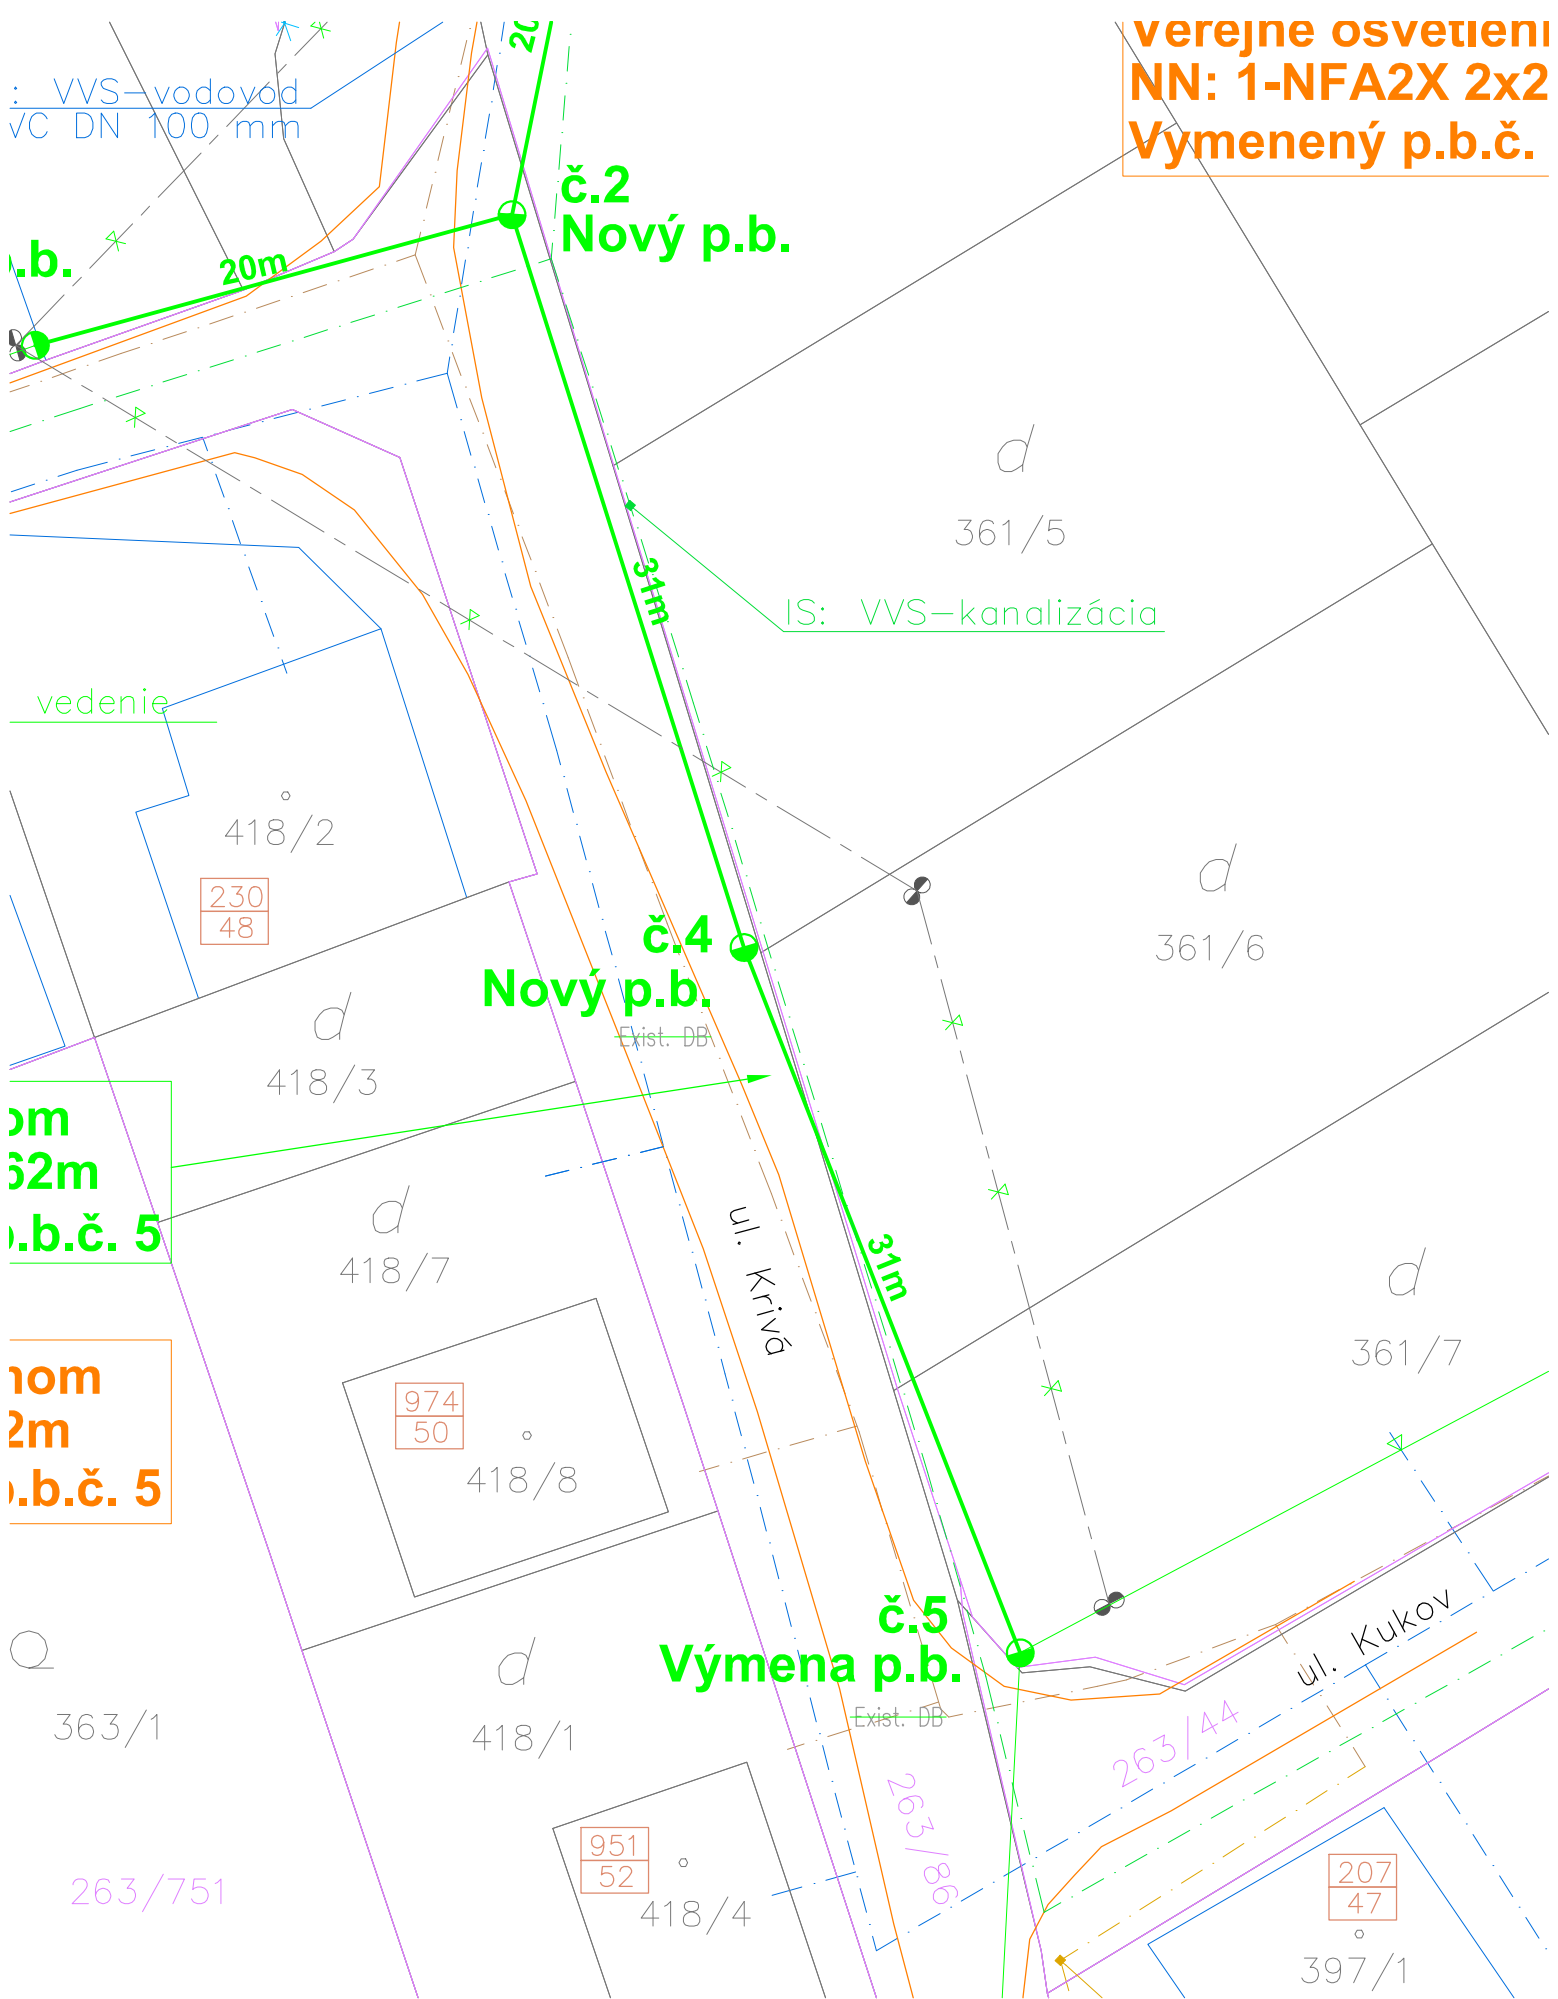 20
Verejné osvetleni
NN: 1-NFA2X 2x2
Vymenený p.b.č.
: VVS-vodovod
VC DN 100 mm
č.2
Nový p.b.
.b.
20m
d
361/5
31m
IS: VVS-kanalizácia
vedenie
418/2
230
48
d
361/6
č.4
Nový p.b.
Exist. DB
d
418/3
om
62m
.b.č. 5
d
418/7
ul. Krivá
31m
d
361/7
nom
2m
.b.č. 5
974
50
418/8
č.5
Výmena p.b.
Exist. DB
ul. Kukov
363/1
d
418/1
263/44
263/86
263/751
951
52
418/4
207
47
397/1